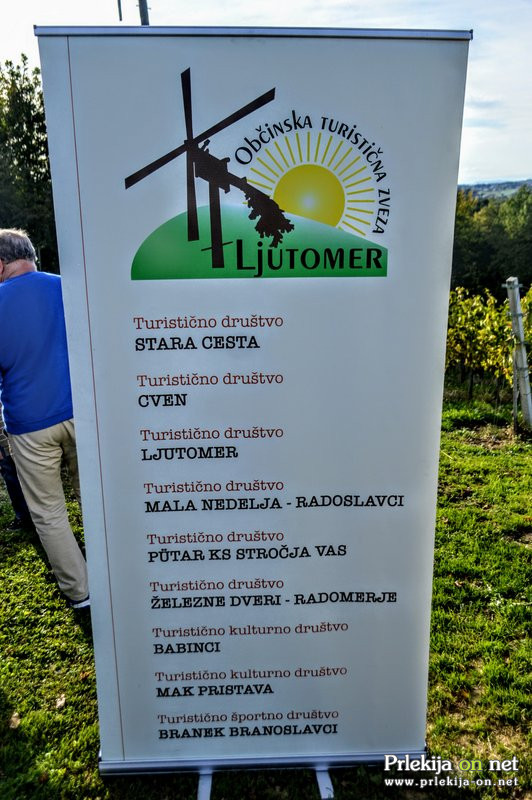 Občinska turistična zveza
Ljutomer
Turistično društvo
STARA CESTA
Turistično društvo
CVEN
Turistično društvo
LJUTOMER
Turistično društvo
MALA NEDELJA - RADOSLAVCI
Turistično društvo
PÜTAR KS STROČJA VAS
Turistično društvo
ŽELEZNE DVERI - RADOMERJE
Turistično kulturno društvo
BABINCI
Turistično kulturno društvo
MAK PRISTAVA
Turistično športno društvo
BRANEK BRANOSLAVCI
Prlekija on net
www.prlekija-on.net